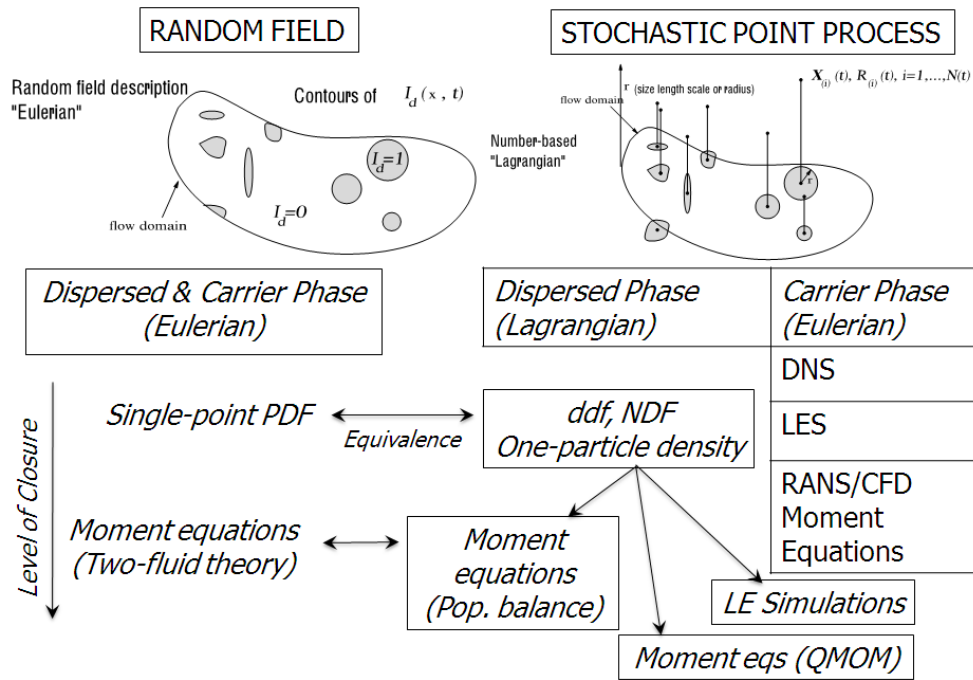 RANDOM FIELD
Random field description
"Eulerian"
Contours of I_d (x , t)
I_d=1
I_d=0
flow domain
Dispersed & Carrier Phase
(Eulerian)
STOCHASTIC POINT PROCESS
X_(i) (t), R_(i) (t), i=1,...,N(t)
r (size length scale or radius)
flow domain
Number-based
"Lagrangian"
r
Dispersed Phase
(Lagrangian)
Carrier Phase
(Eulerian)
DNS
LES
RANS/CFD
Moment
Equations
Level of Closure
Single-point PDF
Equivalence
ddf, NDF
One-particle density
Moment equations
(Two-fluid theory)
Moment
equations
(Pop. balance)
LE Simulations
Moment eqs (QMOM)